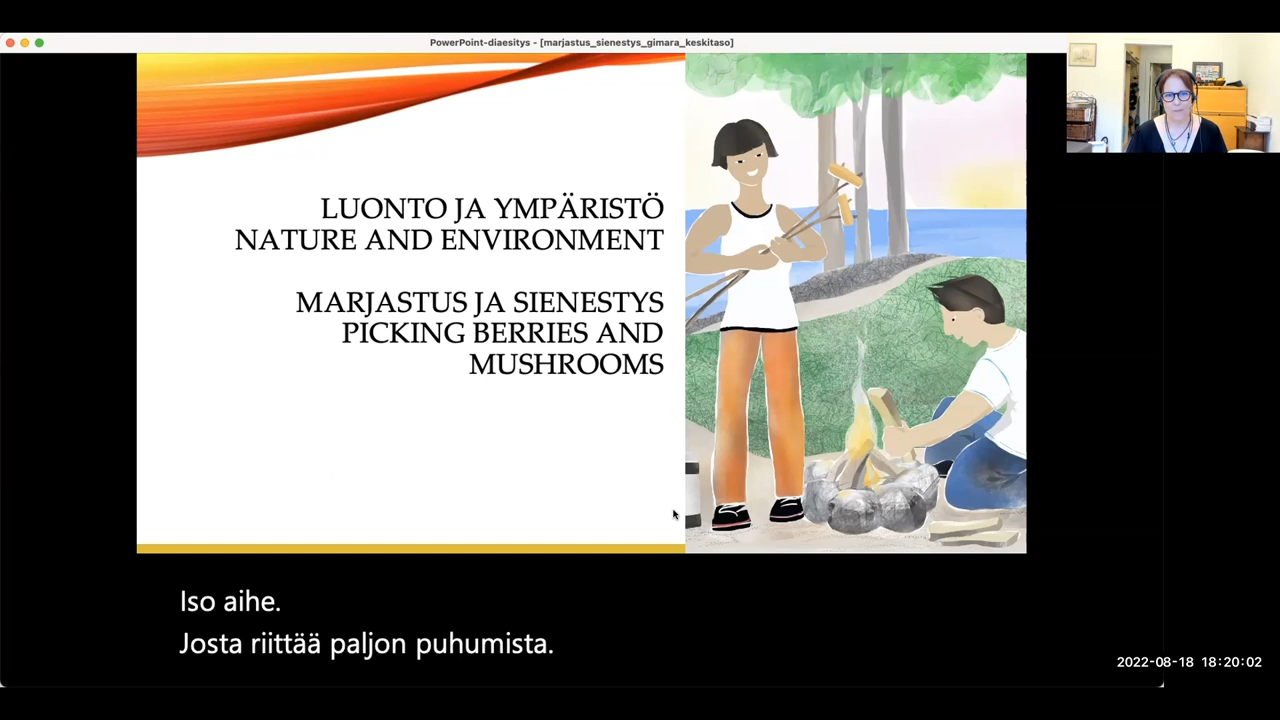 PowerPoint-diaesitys - [marjastus_sienestys_gimara_keskitaso]
LUONTO JA YMPÄRISTÖ
NATURE AND ENVIRONMENT
MARJASTUS JA SIENESTYS
PICKING BERRIES AND
MUSHROOMS
Iso aihe.
Josta riittää paljon puhumista.
2022-08-18 18:20:02